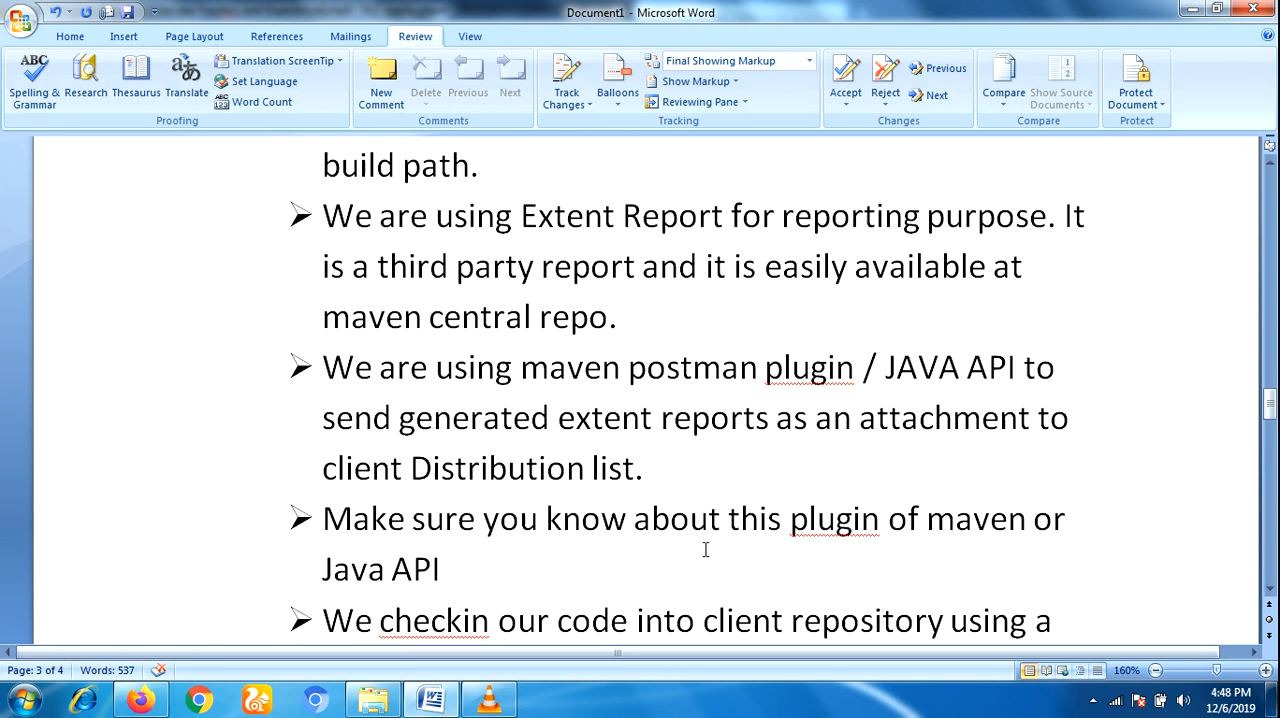 Document1 - Microsoft Word
Home Insert Page Layout References Mailings Review View
ABC Spelling & Grammar Research Thesaurus Translate Translation ScreenTip Set Language ABC 123 Word Count
New Comment Delete Previous Next
Track Changes Balloons Final Showing Markup Show Markup Reviewing Pane
Accept Reject Previous Next
Compare Show Source Documents Protect Document
Proofing Comments Tracking Changes Compare Protect
build path.
➢ We are using Extent Report for reporting purpose. It
is a third party report and it is easily available at
maven central repo.
➢ We are using maven postman plugin / JAVA API to
send generated extent reports as an attachment to
client Distribution list.
➢ Make sure you know about this plugin of maven or
Java API
➢ We checkin our code into client repository using a
Page: 3 of 4 Words: 537 160%
4:48 PM
12/6/2019